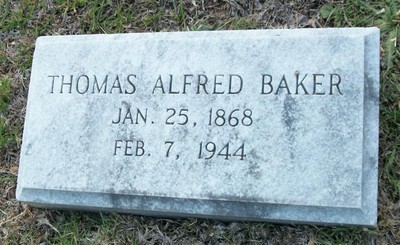 THOMAS ALFRED BAKER
JAN. 25, 1868
FEB. 7, 1944